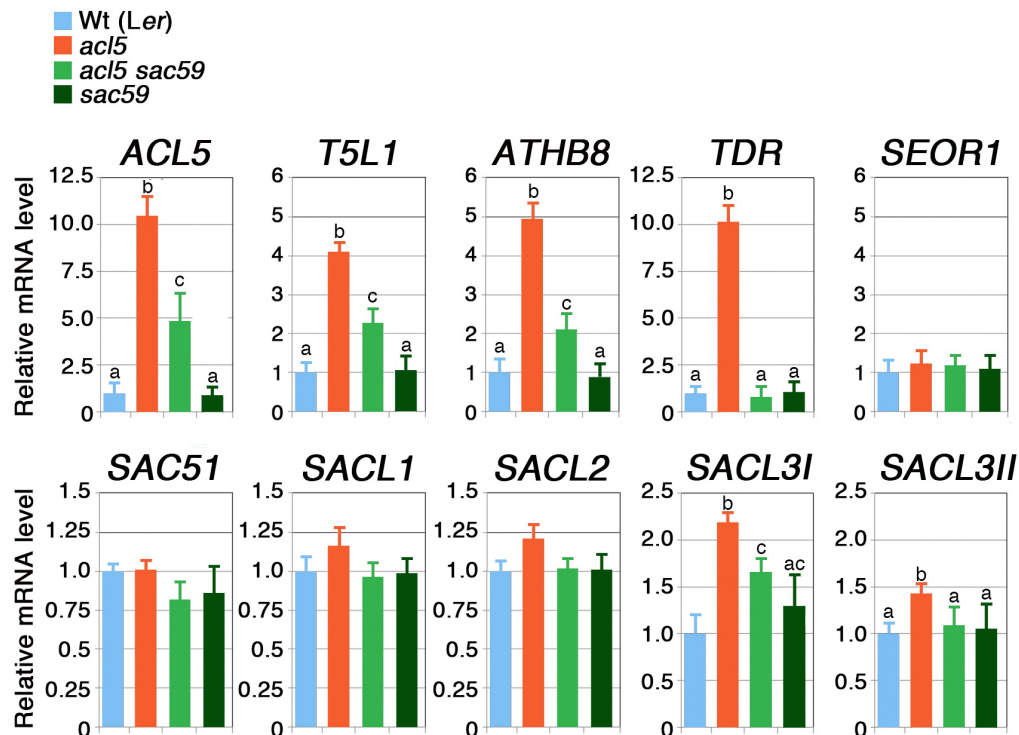 Wt (Ler)
acl5
acl5 sac59
sac59
ACL5
T5L1
ATHB8
TDR
SEOR1
Relative mRNA level
12.5
10.0
7.5
5.0
2.5
0
a
b
c
a
6
5
4
3
2
1
0
a
b
c
a
6
5
4
3
2
1
0
a
b
c
a
12.5
10.0
7.5
5.0
2.5
0
a
b
a
a
6
5
4
3
2
1
0
SAC51
SACL1
SACL2
SACL3I
SACL3II
Relative mRNA level
1.5
1.25
1.0
0.75
0.5
0.25
0
1.5
1.25
1.0
0.75
0.5
0.25
0
1.5
1.25
1.0
0.75
0.5
0.25
0
2.5
2.0
1.5
1.0
0.5
0
b
c
ac
2.5
2.0
1.5
1.0
0.5
0
a
b
a
a